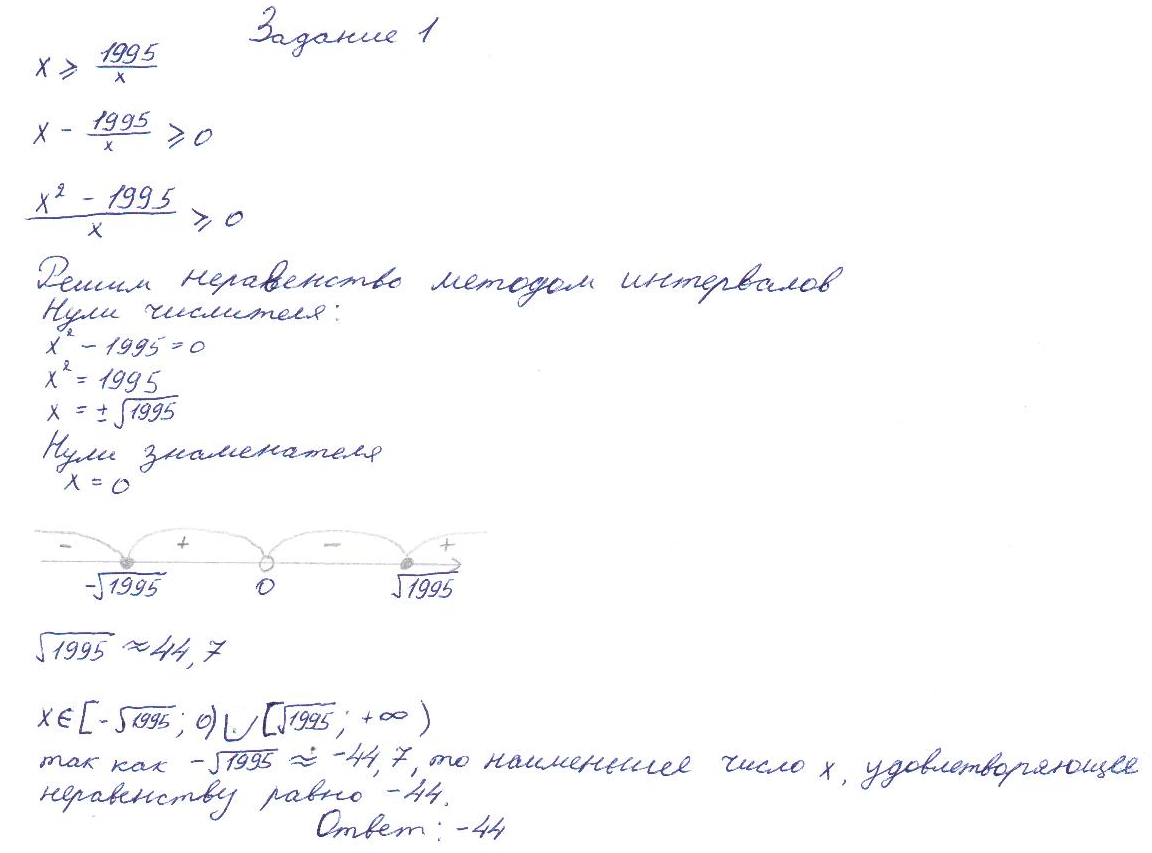 Задание 1
x ⩾ 1995/x
x - 1995/x ⩾ 0
(x² - 1995)/x ⩾ 0
Решим неравенство методом интервалов
Нули числителя:
x² - 1995 = 0
x² = 1995
x = ±√1995
Нули знаменателя
x = 0
- + - +
-√1995 0 √1995
√1995 ≈ 44,7
x ∈ [-√1995; 0) ∪ [√1995; +∞)
так как -√1995 ≈ -44,7, то наименьшее число x, удовлетворяющее
неравенству равно -44.
Ответ: -44